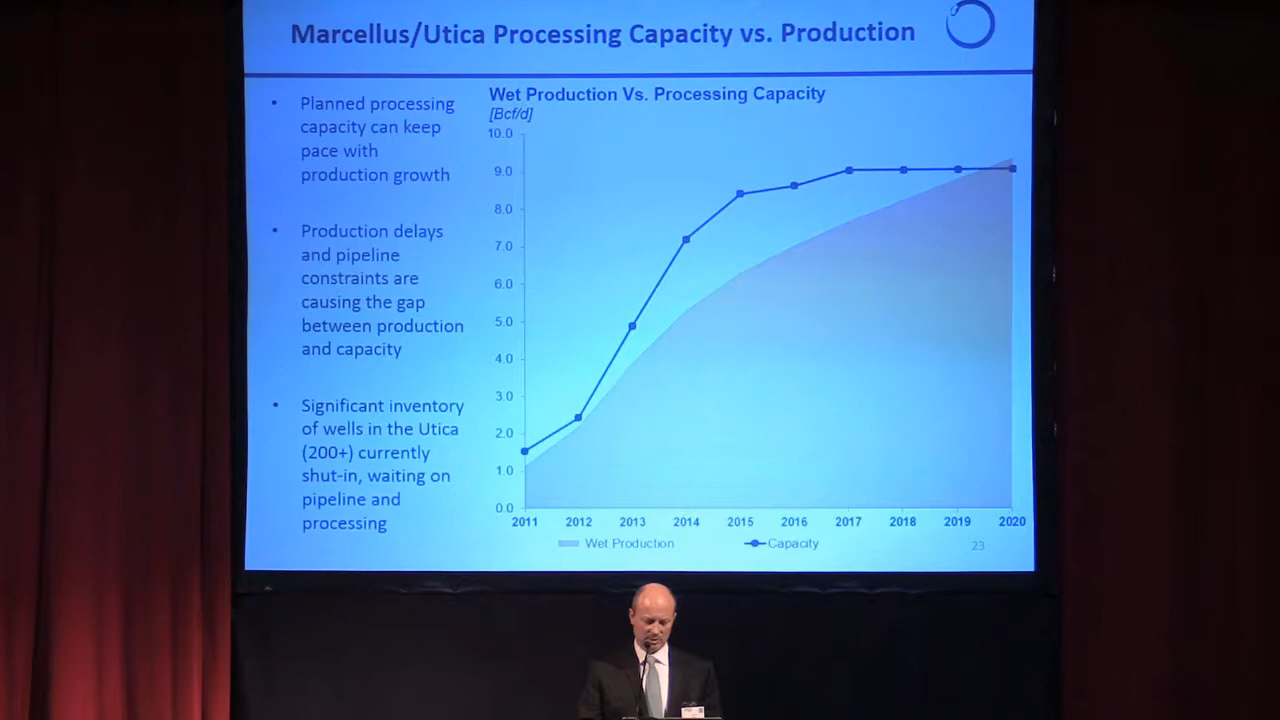 Marcellus/Utica Processing Capacity vs. Production
• Planned processing
capacity can keep
pace with
production growth
• Production delays
and pipeline
constraints are
causing the gap
between production
and capacity
• Significant inventory
of wells in the Utica
(200+) currently
shut-in, waiting on
pipeline and
processing
Wet Production Vs. Processing Capacity
[Bcf/d]
10.0
9.0
8.0
7.0
6.0
5.0
4.0
3.0
2.0
1.0
0.0
2011 2012 2013 2014 2015 2016 2017 2018 2019 2020
Wet Production Capacity
23